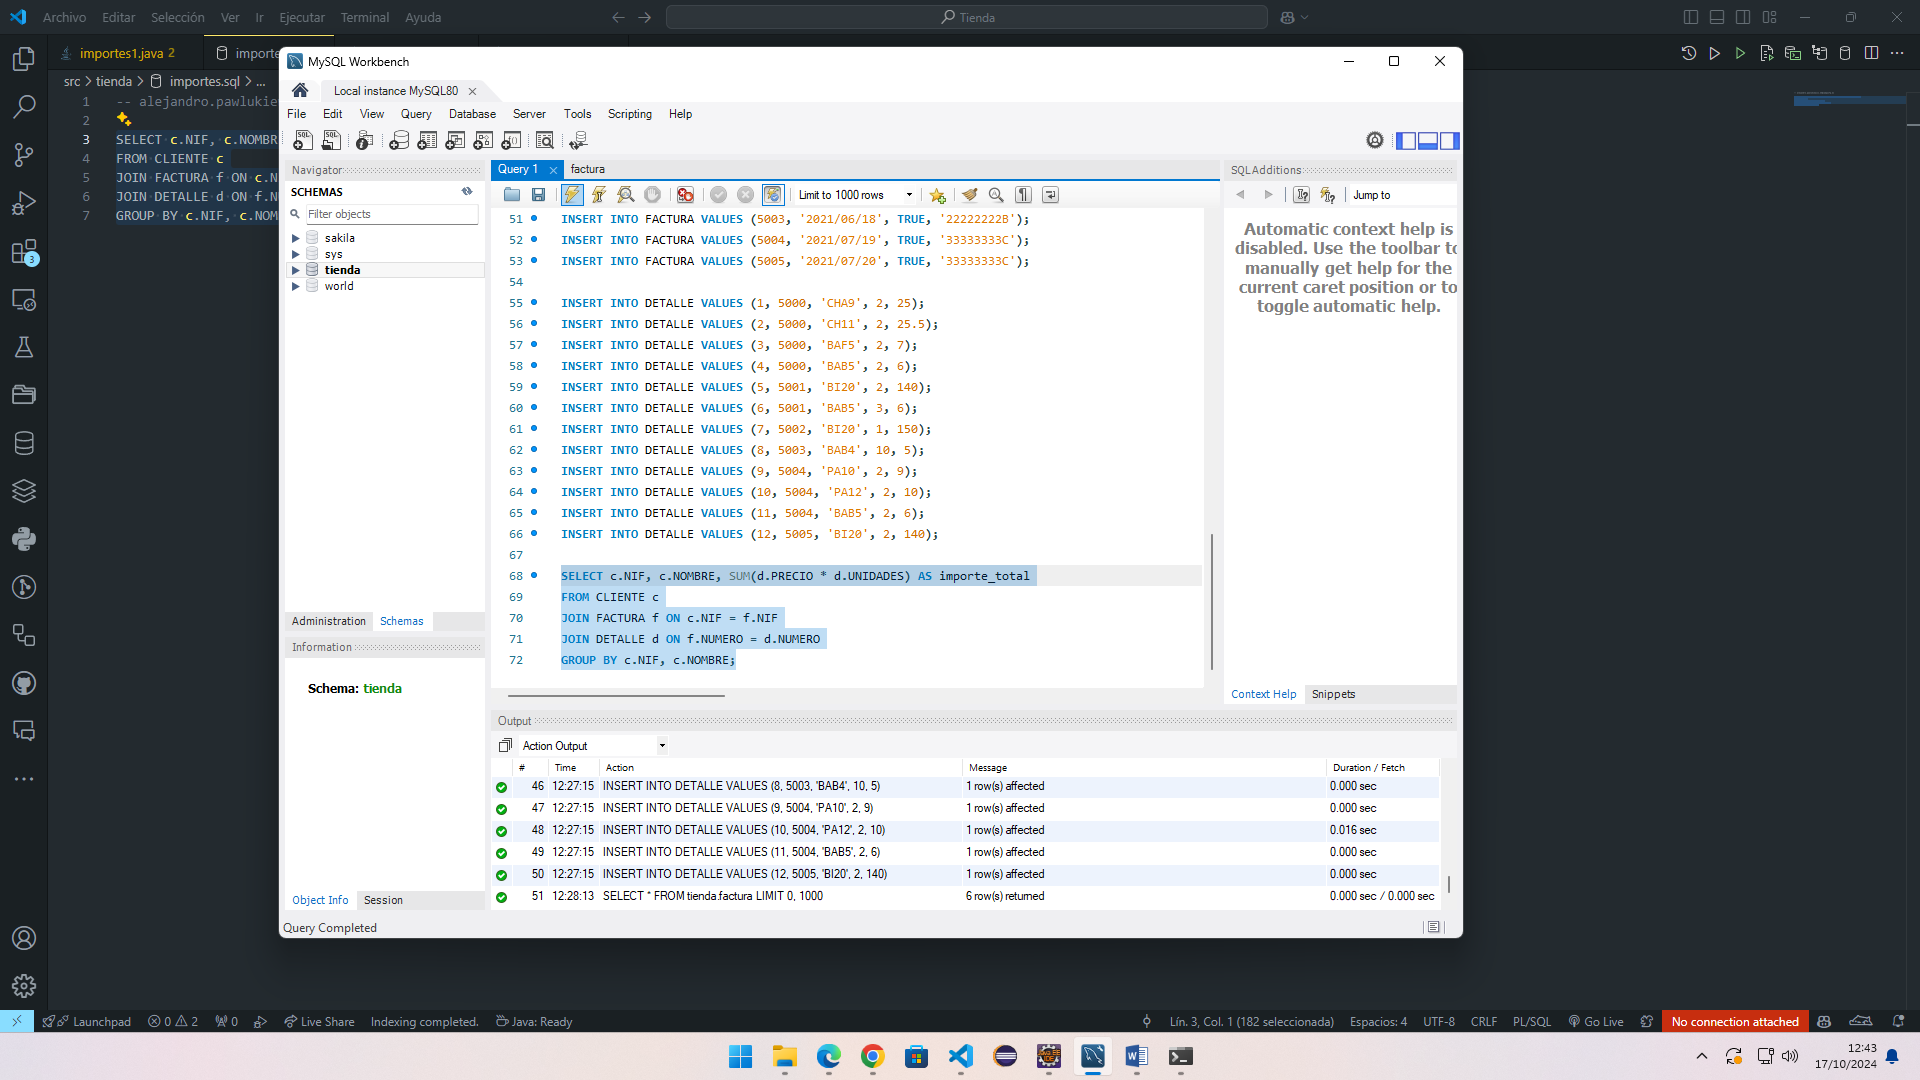 Archivo Editar Selección Ver Ir Ejecutar Terminal Ayuda
Tienda
importes1.java 2
importe
src > tienda > importes.sql > ...
1 -- alejandro.pawlukie
2
3 SELECT c.NIF, c.NOMBRE
4 FROM CLIENTE c
5 JOIN FACTURA f ON c.N
6 JOIN DETALLE d ON f.N
7 GROUP BY c.NIF, c.NOM
3
MySQL Workbench
Local instance MySQL80
File Edit View Query Database Server Tools Scripting Help
Navigator
SCHEMAS
Filter objects
sakila
sys
tienda
world
Administration Schemas
Information
Schema: tienda
Object Info Session
Query Completed
Query 1 factura
Limit to 1000 rows
51 INSERT INTO FACTURA VALUES (5003, '2021/06/18', TRUE, '22222222B');
52 INSERT INTO FACTURA VALUES (5004, '2021/07/19', TRUE, '33333333C');
53 INSERT INTO FACTURA VALUES (5005, '2021/07/20', TRUE, '33333333C');
54
55 INSERT INTO DETALLE VALUES (1, 5000, 'CHA9', 2, 25);
56 INSERT INTO DETALLE VALUES (2, 5000, 'CH11', 2, 25.5);
57 INSERT INTO DETALLE VALUES (3, 5000, 'BAF5', 2, 7);
58 INSERT INTO DETALLE VALUES (4, 5000, 'BAB5', 2, 6);
59 INSERT INTO DETALLE VALUES (5, 5001, 'BI20', 2, 140);
60 INSERT INTO DETALLE VALUES (6, 5001, 'BAB5', 3, 6);
61 INSERT INTO DETALLE VALUES (7, 5002, 'BI20', 1, 150);
62 INSERT INTO DETALLE VALUES (8, 5003, 'BAB4', 10, 5);
63 INSERT INTO DETALLE VALUES (9, 5004, 'PA10', 2, 9);
64 INSERT INTO DETALLE VALUES (10, 5004, 'PA12', 2, 10);
65 INSERT INTO DETALLE VALUES (11, 5004, 'BAB5', 2, 6);
66 INSERT INTO DETALLE VALUES (12, 5005, 'BI20', 2, 140);
67
68 SELECT c.NIF, c.NOMBRE, SUM(d.PRECIO * d.UNIDADES) AS importe_total
69 FROM CLIENTE c
70 JOIN FACTURA f ON c.NIF = f.NIF
71 JOIN DETALLE d ON f.NUMERO = d.NUMERO
72 GROUP BY c.NIF, c.NOMBRE;
SQLAdditions
Jump to
Automatic context help is
disabled. Use the toolbar to
manually get help for the
current caret position or to
toggle automatic help.
Context Help Snippets
Output
Action Output
# Time Action Message Duration / Fetch
46 12:27:15 INSERT INTO DETALLE VALUES (8, 5003, 'BAB4', 10, 5) 1 row(s) affected 0.000 sec
47 12:27:15 INSERT INTO DETALLE VALUES (9, 5004, 'PA10', 2, 9) 1 row(s) affected 0.000 sec
48 12:27:15 INSERT INTO DETALLE VALUES (10, 5004, 'PA12', 2, 10) 1 row(s) affected 0.016 sec
49 12:27:15 INSERT INTO DETALLE VALUES (11, 5004, 'BAB5', 2, 6) 1 row(s) affected 0.000 sec
50 12:27:15 INSERT INTO DETALLE VALUES (12, 5005, 'BI20', 2, 140) 1 row(s) affected 0.000 sec
51 12:28:13 SELECT * FROM tienda.factura LIMIT 0, 1000 6 row(s) returned 0.000 sec / 0.000 sec
Launchpad 0 2 0 Live Share Indexing completed. Java: Ready
Lín. 3, Col. 1 (182 seleccionada) Espacios: 4 UTF-8 CRLF PL/SQL Go Live No connection attached
12:43
17/10/2024